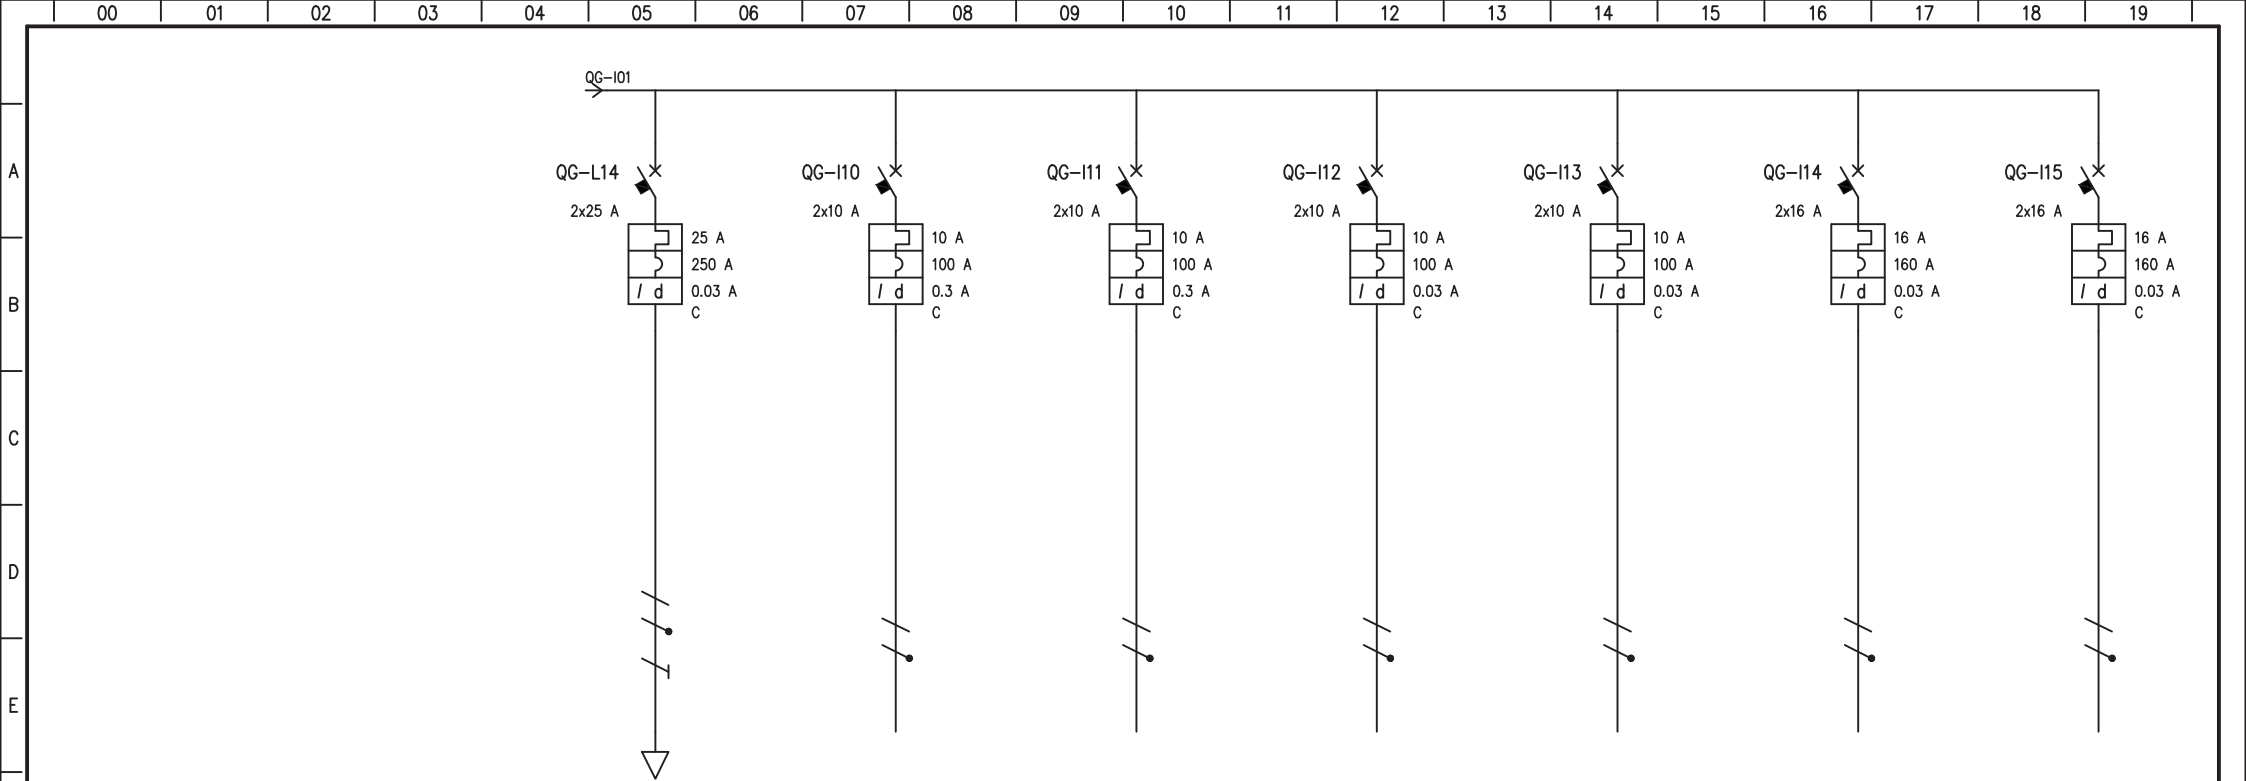 00 01 02 03 04 05 06 07 08 09 10 11 12 13 14 15 16 17 18 19
QG-I01
A
QG-L14 QG-I10 QG-I11 QG-I12 QG-I13 QG-I14 QG-I15
2x25 A 2x10 A 2x10 A 2x10 A 2x10 A 2x16 A 2x16 A
25 A 10 A 10 A 10 A 10 A 16 A 16 A
250 A 100 A 100 A 100 A 100 A 160 A 160 A
I d 0.03 A I d 0.3 A I d 0.3 A I d 0.03 A I d 0.03 A I d 0.03 A I d 0.03 A
B
C C C C C C C
C
D
E